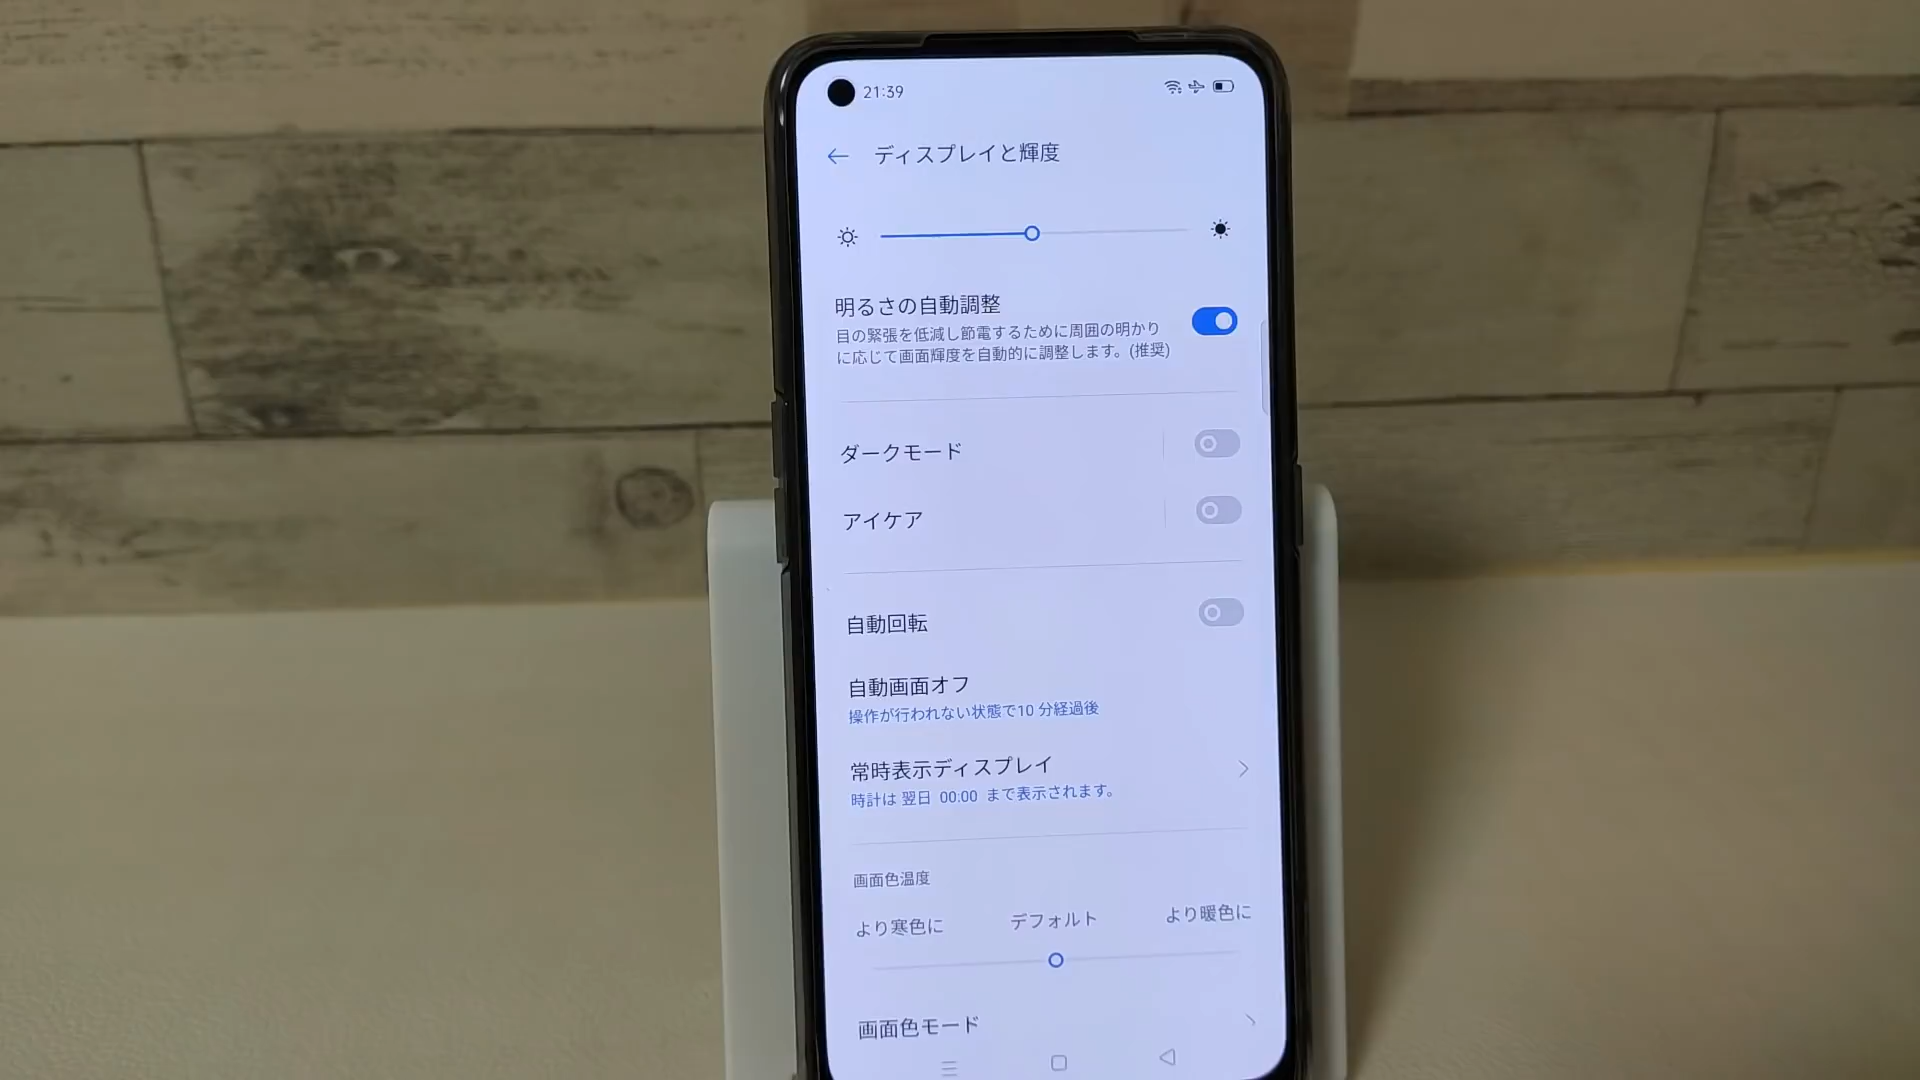 21:39
ディスプレイと輝度
明るさの自動調整
目の緊張を低減し節電するために周囲の明かり
に応じて画面輝度を自動的に調整します。(推奨)
ダークモード
アイケア
自動回転
自動画面オフ
操作が行われない状態で10 分経過後
常時表示ディスプレイ
時計は 翌日 00:00 まで表示されます。
画面色温度
より寒色に デフォルト より暖色に
画面色モード